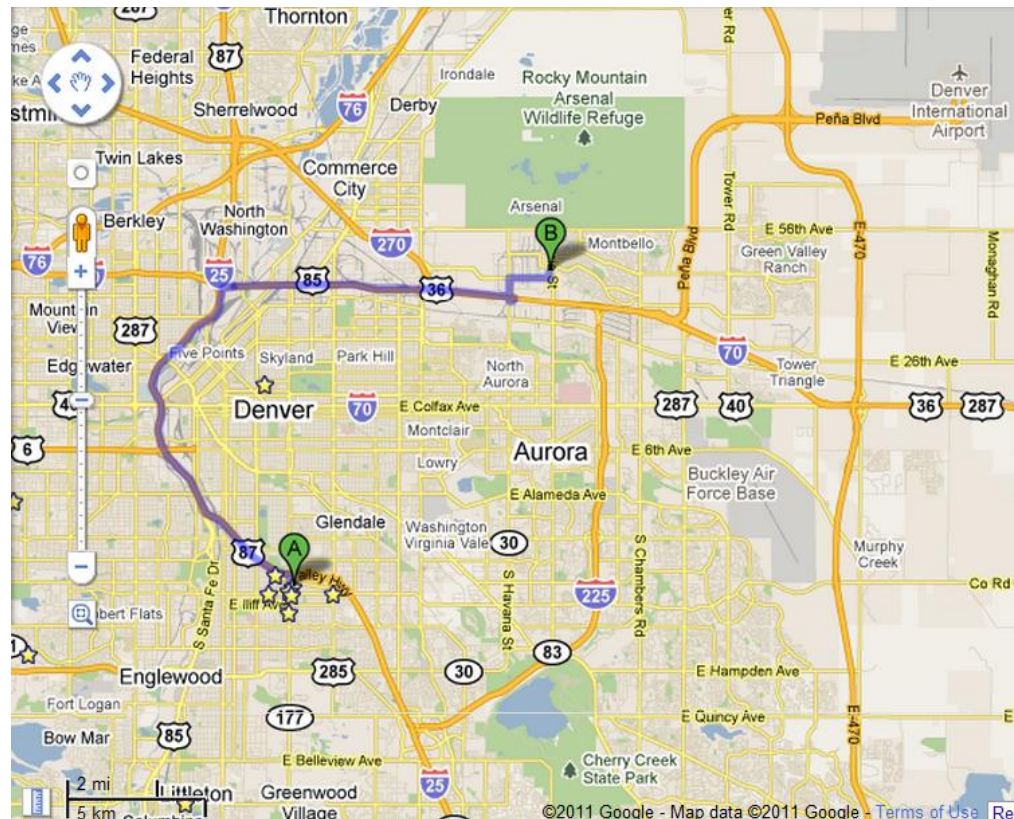 287
Thornton
Federal
Heights
87
Irondale
Rocky Mountain
Arsenal
Wildlife Refuge
Denver
International
Airport
Sherrelwood
76
Derby
Peña Blvd
Twin Lakes
Commerce
City
Tower Rd
Arsenal
Berkley
North
Washington
270
B
Montbello
E 56th Ave
Peña Blvd
Green Valley
Ranch
E-470
Monaghan Rd
76
25
85
36
St
287
Five Points
Skyland
Park Hill
North
Aurora
70
Tower
Triangle
E 26th Ave
Denver
70
E Colfax Ave
287
40
36
287
6
Montclair
Lowry
Aurora
E 6th Ave
Buckley Air
Force Base
E Alameda Ave
Glendale
Washington
Virginia Vale
30
87
A
S Santa Fe Dr
E Iliff Ave
S Havana St
225
S Chambers Rd
Murphy
Creek
Co Rd
83
Englewood
285
30
E Hampden Ave
Fort Logan
177
E Quincy Ave
E-470
Bow Mar
85
E Belleview Ave
Cherry Creek
State Park
2 mi
5 km
Littleton
Greenwood
Village
25
©2011 Google - Map data ©2011 Google - Terms of Use